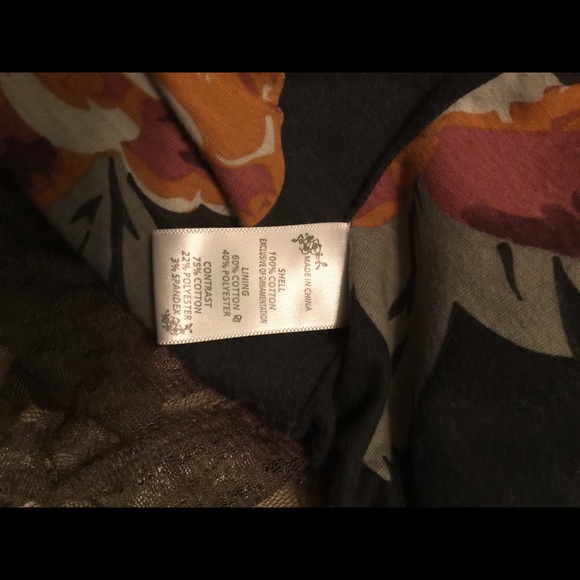 MADE IN CHINA
SHELL
100% COTTON
EXCLUSIVE OF ORNAMENTATION
LINING
60% COTTON
40% POLYESTER
CONTRAST
75% COTTON
22% POLYESTER
3% SPANDEX